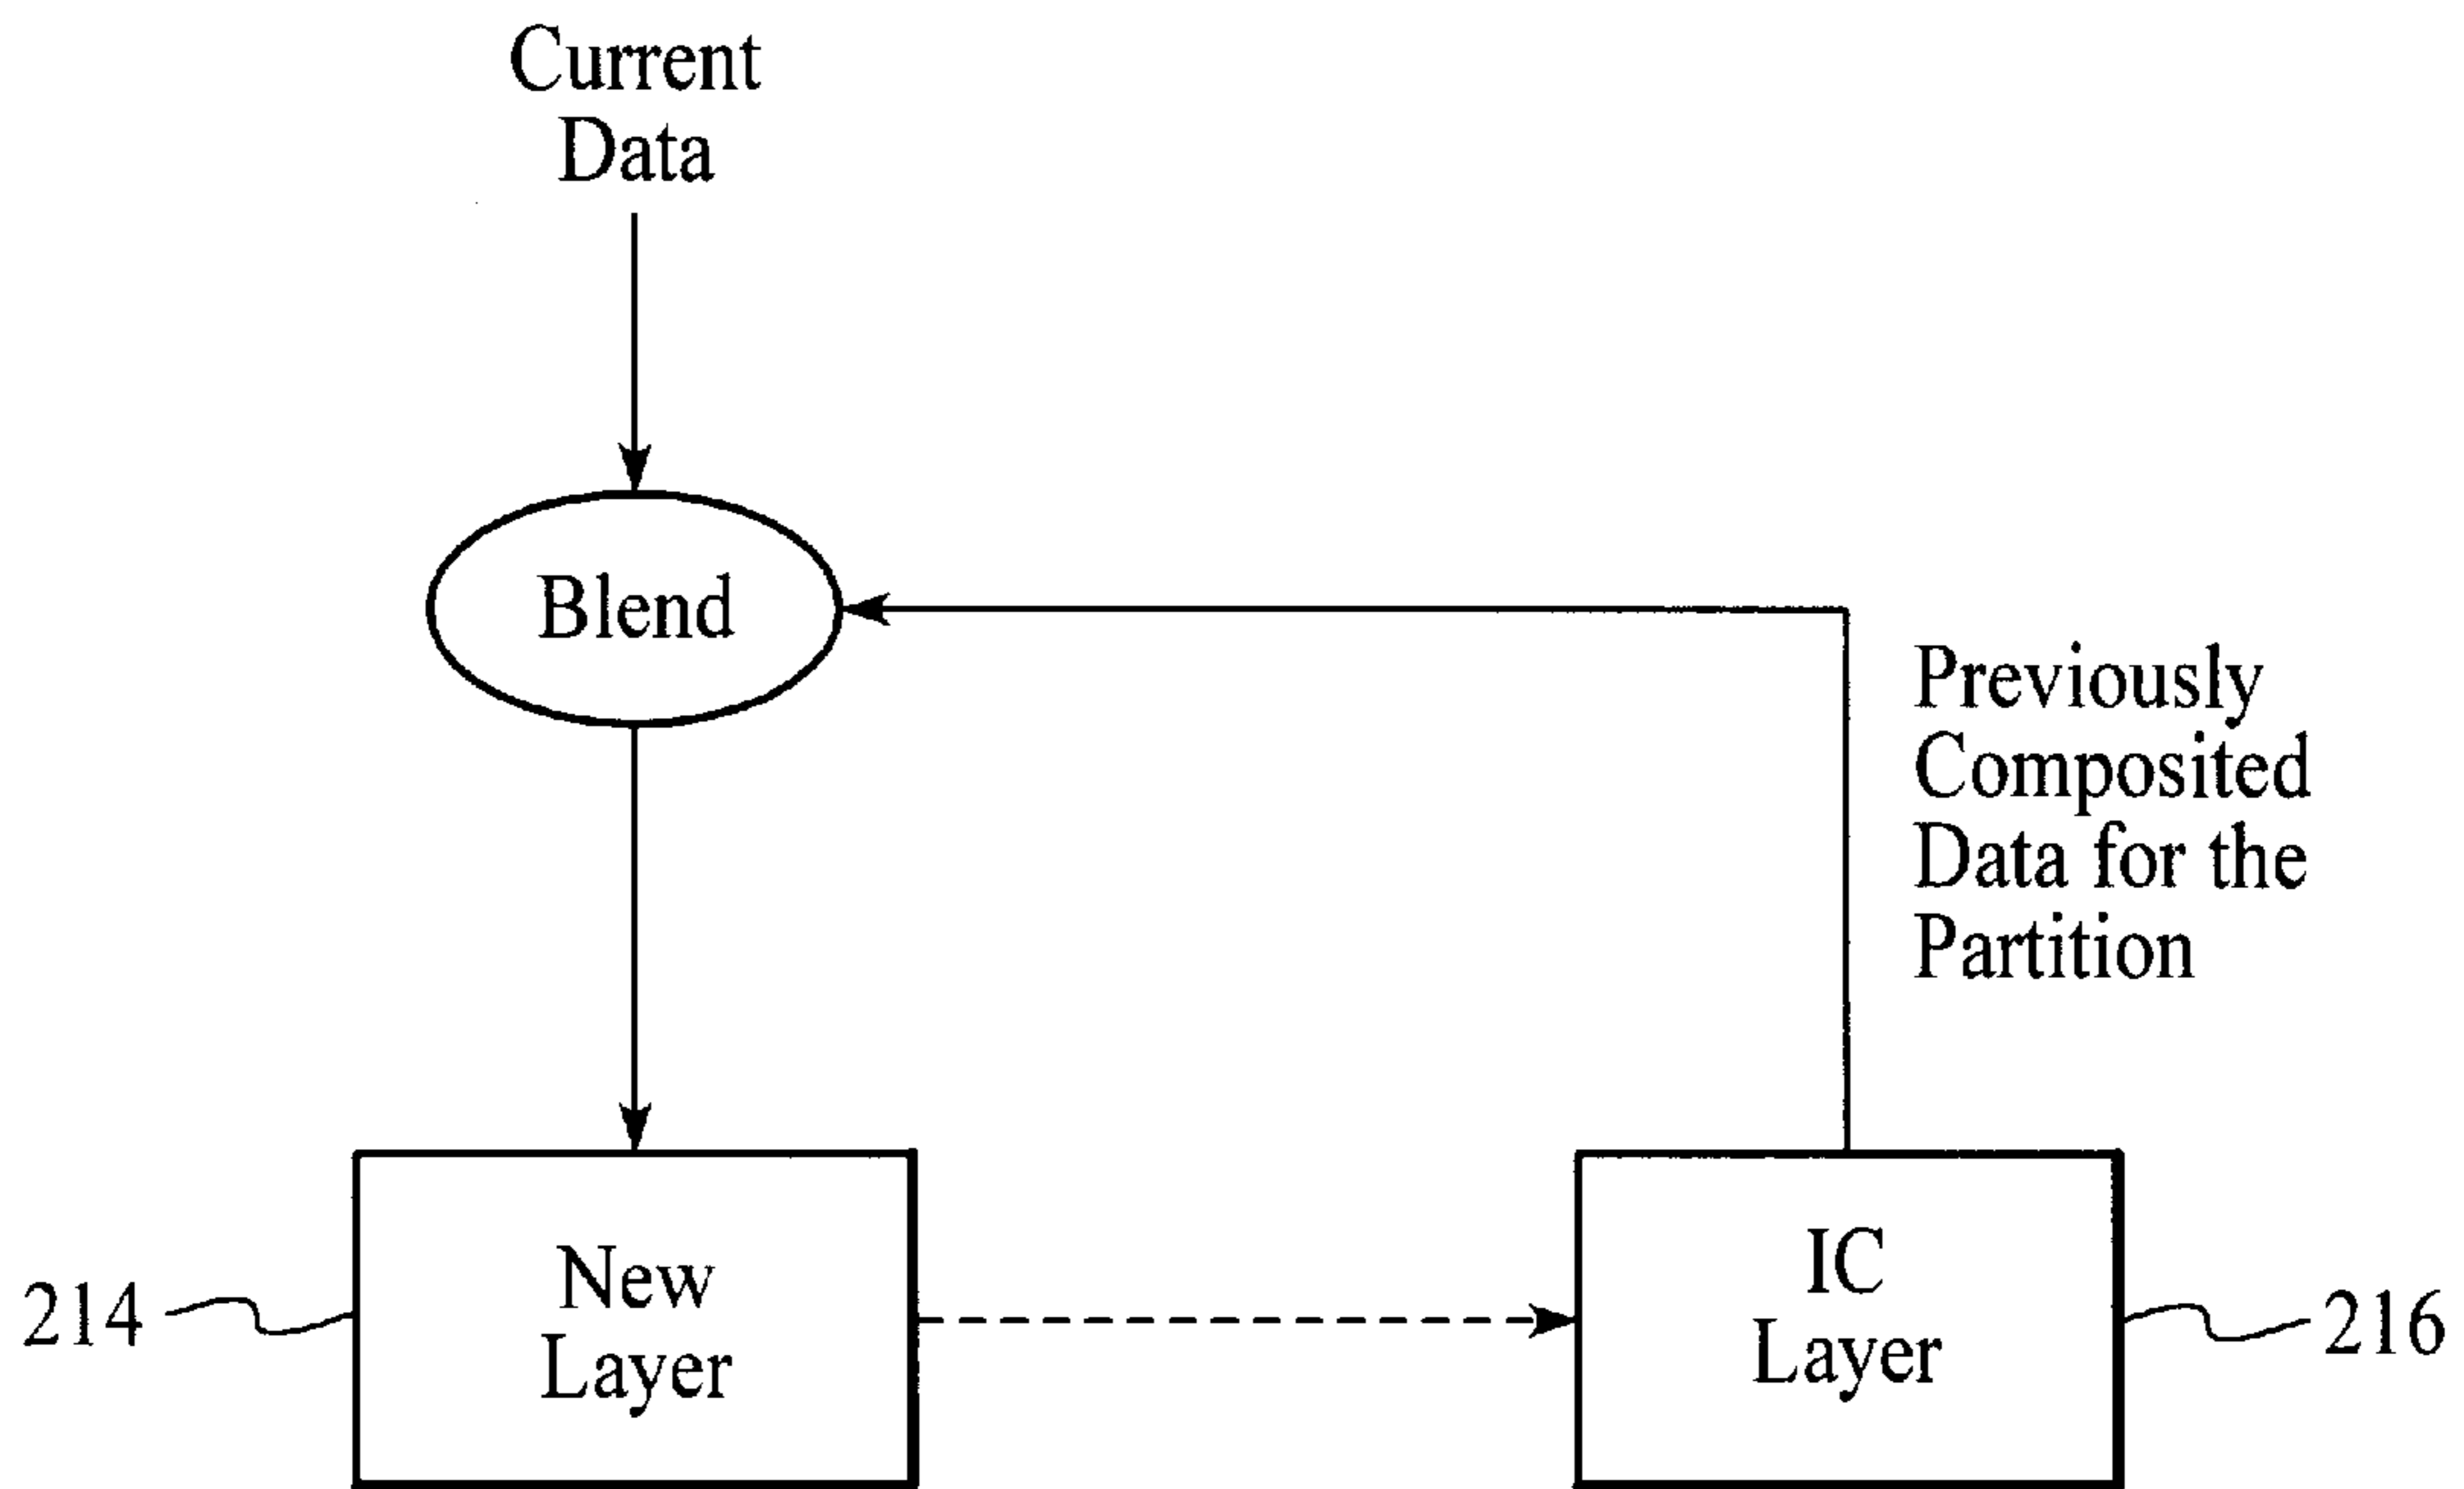 Current
Data
Blend
Previously
Composited
Data for the
Partition
New
Layer
IC
Layer
214
216